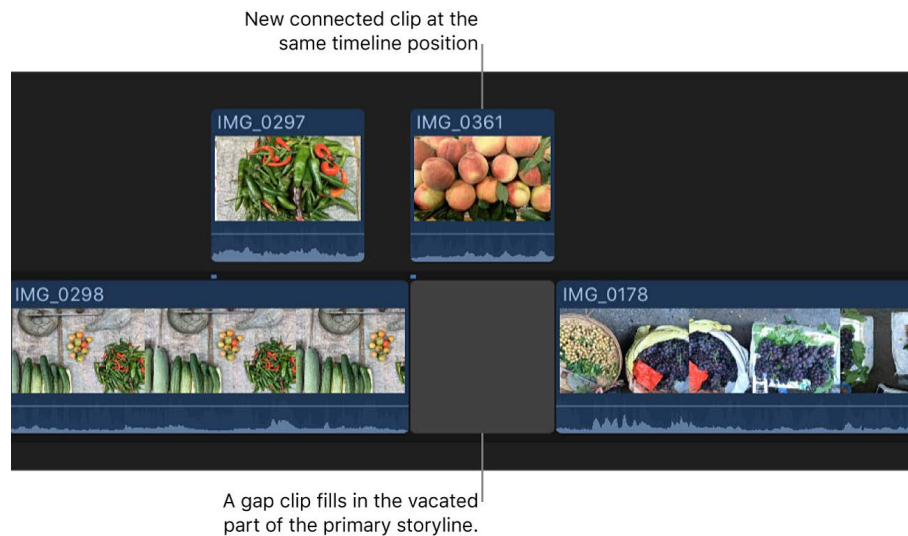 New connected clip at the
same timeline position
IMG_0297
IMG_0361
IMG_0298
IMG_0178
A gap clip fills in the vacated
part of the primary storyline.